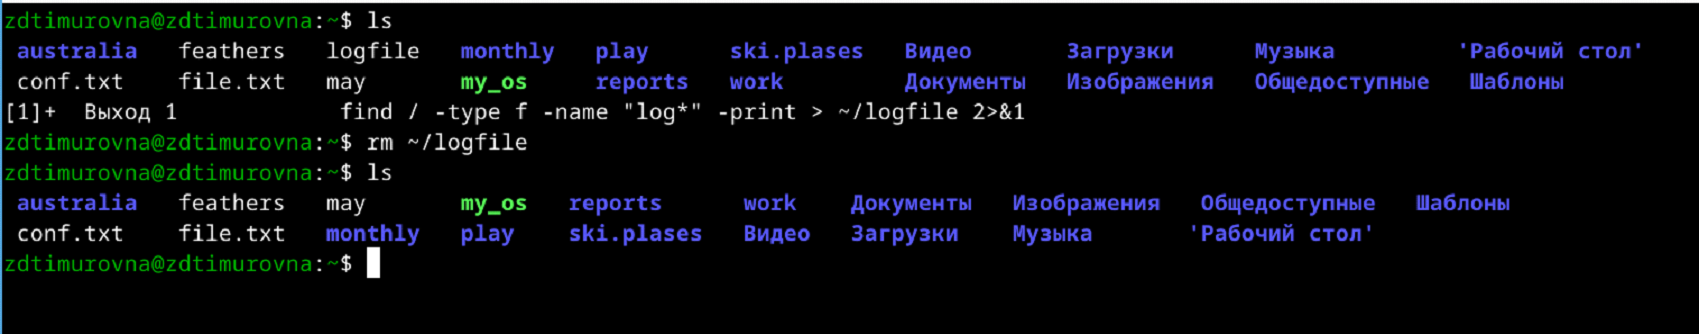 zdtimurovna@zdtimurovna:~$ ls
australia feathers logfile monthly play ski.plases Видео Загрузки Музыка 'Рабочий стол'
conf.txt file.txt may my_os reports work Документы Изображения Общедоступные Шаблоны
[1]+ Выход 1 find / -type f -name "log*" -print > ~/logfile 2>&1
zdtimurovna@zdtimurovna:~$ rm ~/logfile
zdtimurovna@zdtimurovna:~$ ls
australia feathers may my_os reports work Документы Изображения Общедоступные Шаблоны
conf.txt file.txt monthly play ski.plases Видео Загрузки Музыка 'Рабочий стол'
zdtimurovna@zdtimurovna:~$